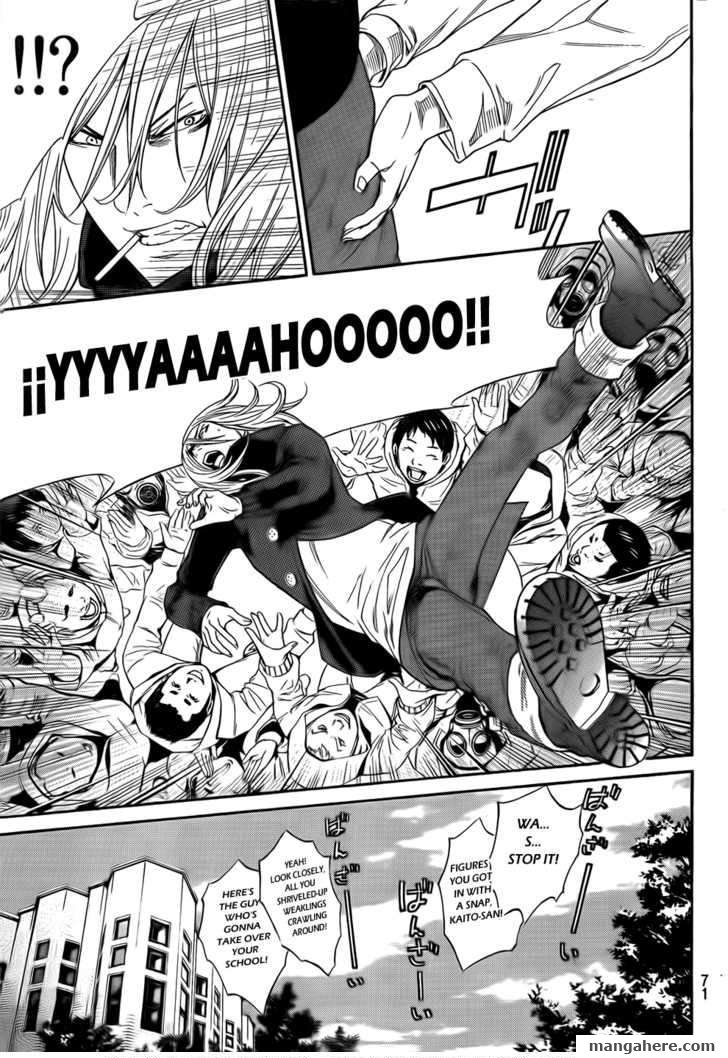 !!?
¡¡YYYYAAAAHOOOOO!!
ばんざーい
WA...
S...
STOP IT!
FIGURES
YOU GOT
IN WITH
A SNAP,
KAITO-SAN!
ばんざーい
ばんざーい
YEAH!
LOOK CLOSELY,
ALL YOU
SHRIVELED-UP
WEAKLINGS
CRAWLING
AROUND!
HERE'S
THE GUY
WHO'S
GONNA
TAKE OVER
YOUR
SCHOOL!
71
mangahere.com